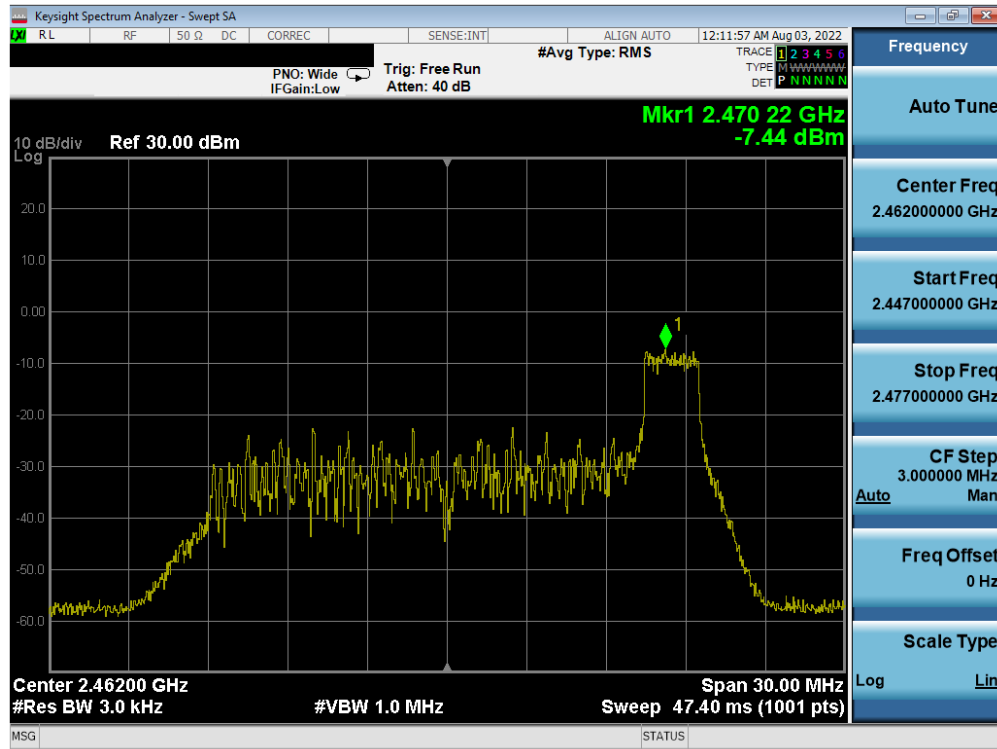 Keysight Spectrum Analyzer - Swept SA
LXI RL RF 50 Ω DC CORREC SENSE:INT ALIGN AUTO 12:11:57 AM Aug 03, 2022
#Avg Type: RMS
TRACE 1 2 3 4 5 6
PNO: Wide Trig: Free Run
TYPE M W W W W W
IFGain:Low Atten: 40 dB
DET P N N N N N
Mkr1 2.470 22 GHz
-7.44 dBm
10 dB/div Ref 30.00 dBm
Log
20.0
10.0
0.00
1
-10.0
-20.0
-30.0
-40.0
-50.0
-60.0
Center 2.46200 GHz Span 30.00 MHz
#Res BW 3.0 kHz #VBW 1.0 MHz Sweep 47.40 ms (1001 pts)
MSG STATUS
Frequency
Auto Tune
Center Freq
2.462000000 GHz
Start Freq
2.447000000 GHz
Stop Freq
2.477000000 GHz
CF Step
3.000000 MHz
Auto Man
Freq Offset
0 Hz
Scale Type
Log Lin